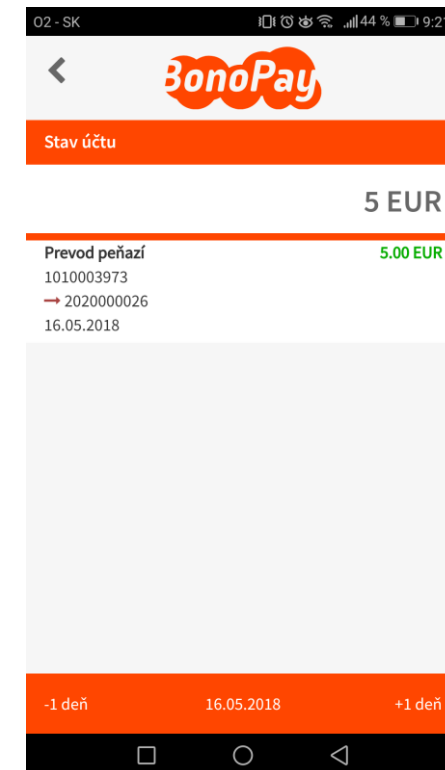 O2 - SK 44 % 9:21
BonoPay
Stav účtu
5 EUR
Prevod peňazí 5.00 EUR
1010003973
→ 2020000026
16.05.2018
-1 deň 16.05.2018 +1 deň